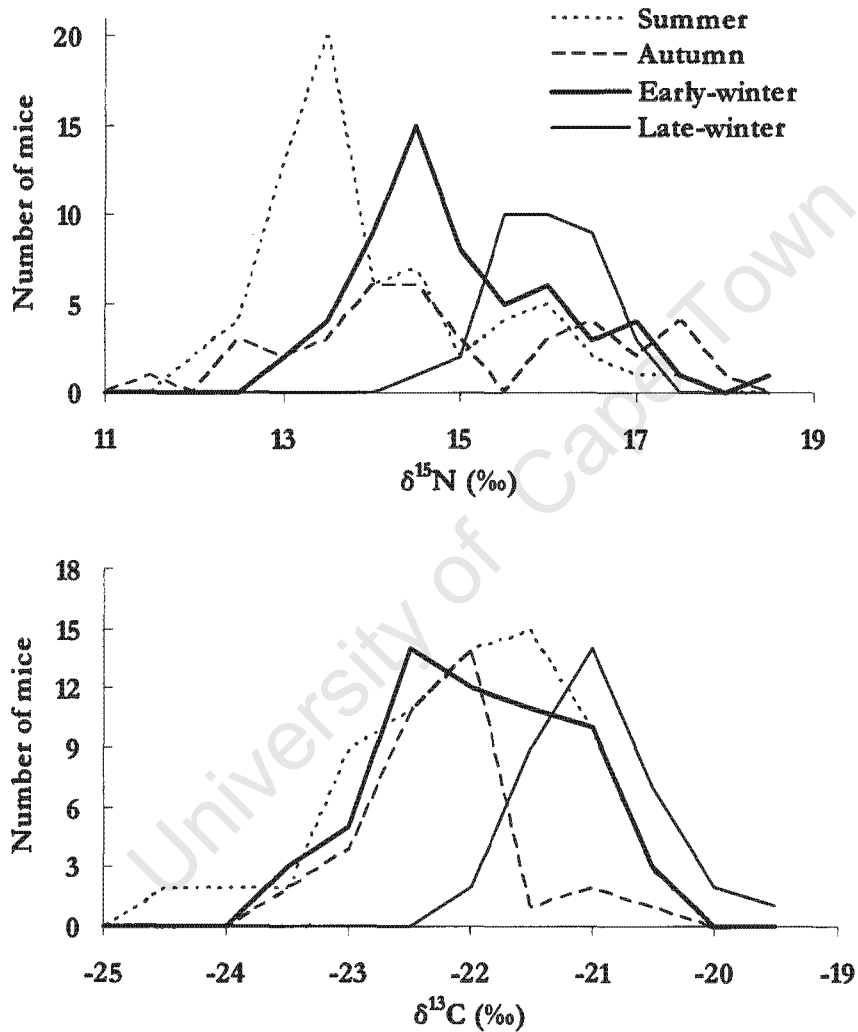 Summer
Autumn
Early-winter
Late-winter
Number of mice
20
15
10
5
0
11 13 15 17 19
δ¹⁵N (‰)
Number of mice
18
15
12
9
6
3
0
-25 -24 -23 -22 -21 -20 -19
δ¹³C (‰)
University of Cape Town